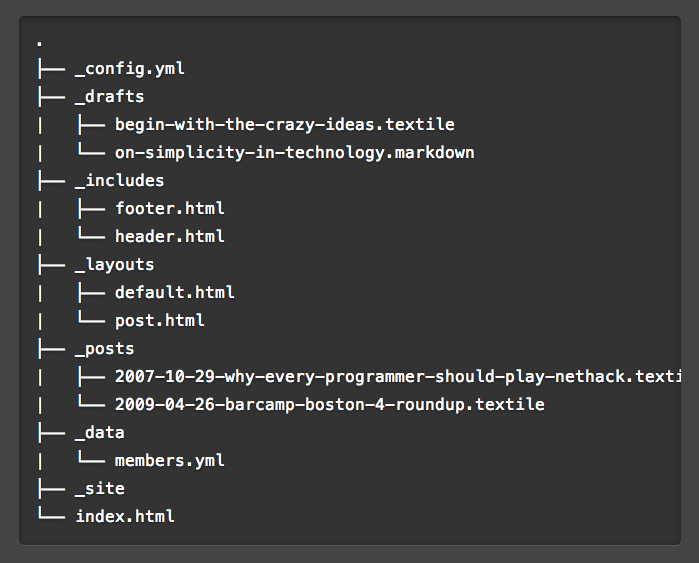 .
├── _config.yml
├── _drafts
|   ├── begin-with-the-crazy-ideas.textile
|   └── on-simplicity-in-technology.markdown
├── _includes
|   ├── footer.html
|   └── header.html
├── _layouts
|   ├── default.html
|   └── post.html
├── _posts
|   ├── 2007-10-29-why-every-programmer-should-play-nethack.texti
|   └── 2009-04-26-barcamp-boston-4-roundup.textile
├── _data
|   └── members.yml
├── _site
└── index.html